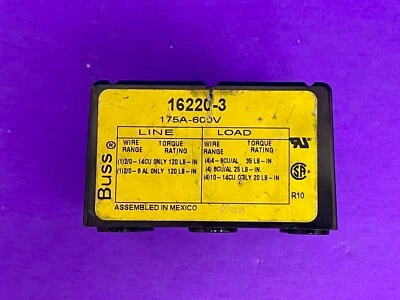 16220-3
175A-600V
LINE LOAD
WIRE RANGE TORQUE RATING WIRE RANGE TORQUE RATING
(1)2/0-14CU ONLY 120 LB-IN (4)4-6CU/AL 35 LB-IN.
(1)2/0-8 AL ONLY 120 LB-IN (4) 8CU/AL 25 LB-IN.
(4)10-14CU ONLY 20 LB-IN.
ASSEMBLED IN MEXICO
R10
Buss®